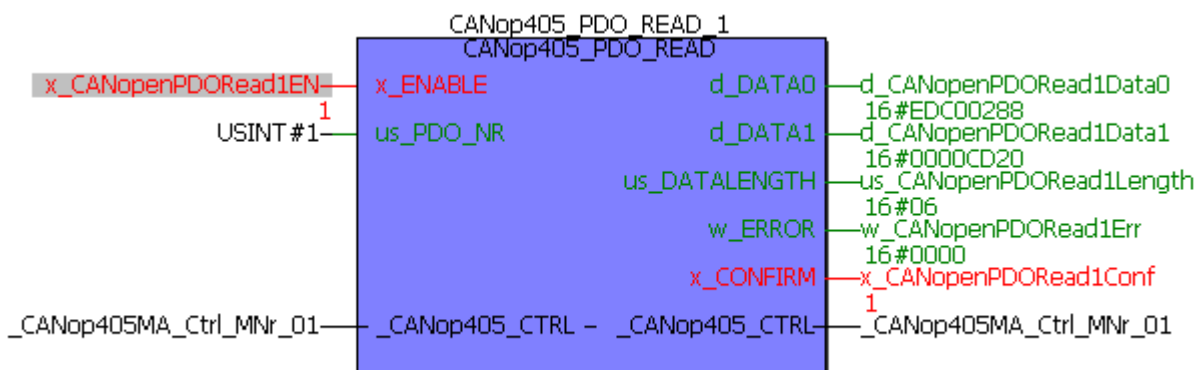 CANop405_PDO_READ_1
CANop405_PDO_READ
x_CANopenPDORead1EN x_ENABLE d_DATA0 d_CANopenPDORead1Data0
1 16#EDC00288
USINT#1 us_PDO_NR d_DATA1 d_CANopenPDORead1Data1
16#0000CD20
us_DATALENGTH us_CANopenPDORead1Length
16#06
w_ERROR w_CANopenPDORead1Err
16#0000
x_CONFIRM x_CANopenPDORead1Conf
1
_CANop405MA_Ctrl_MNr_01 _CANop405_CTRL – _CANop405_CTRL _CANop405MA_Ctrl_MNr_01